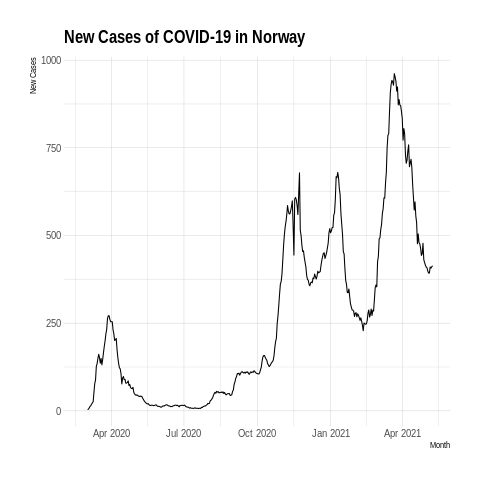 New Cases of COVID-19 in Norway
New Cases
1000
750
500
250
0
Apr 2020
Jul 2020
Oct 2020
Jan 2021
Apr 2021
Month